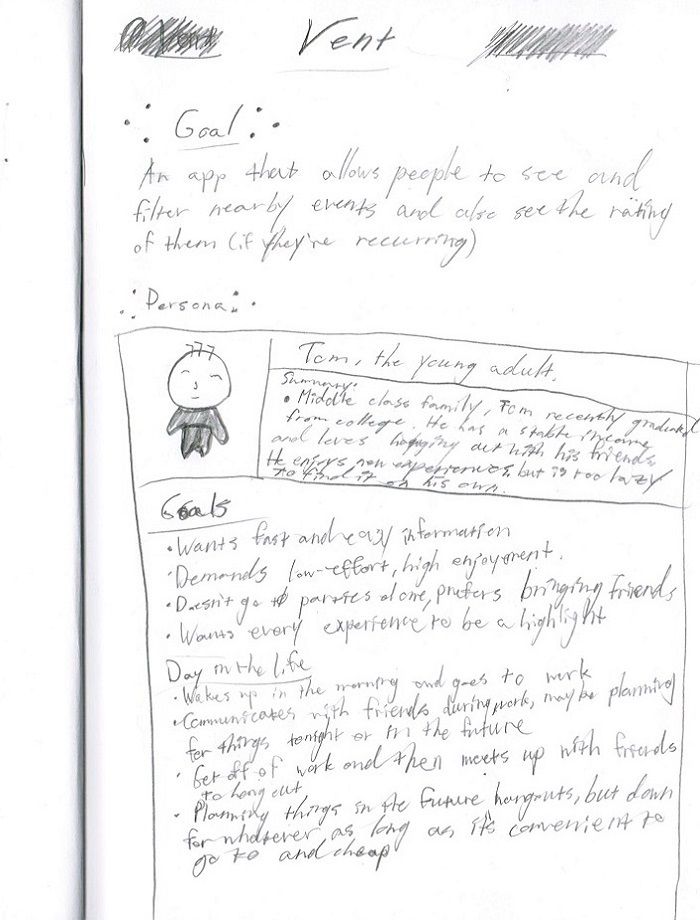 Vent
Goal
An app that allows people to see and
filter nearby events and also see the rating
of them (if they're recurring)
Persona:
Tom, the young adult.
Summary:
• Middle class family, Tom recently graduated
from college. He has a stable income
and loves hanging out with his friends.
He enjoys new experiences, but is too lazy
to find it on his own.
Goals
• Wants fast and easy information
• Demands low-effort, high enjoyment.
• Doesn't go to parties alone, prefers bringing friends
• Wants every experience to be a highlight
Day in the life
• Wakes up in the morning and goes to work
• Communicates with friends during work, maybe planning
for things tonight or in the future
• Get off of work and then meets up with friends
to hang out
• Planning things in the future hangouts, but down
for whatever, as long as it's convenient to
go to and cheap